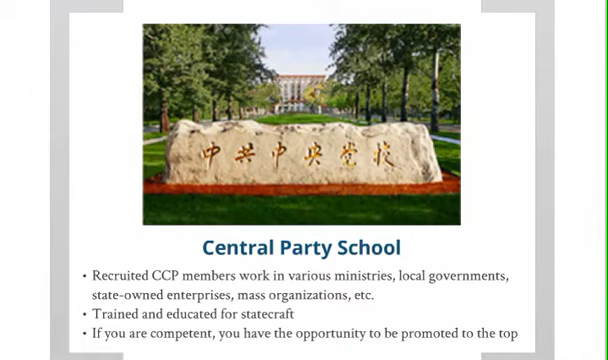 中共中央党校
Central Party School
• Recruited CCP members work in various ministries, local governments,
state-owned enterprises, mass organizations, etc.
• Trained and educated for statecraft
• If you are competent, you have the opportunity to be promoted to the top